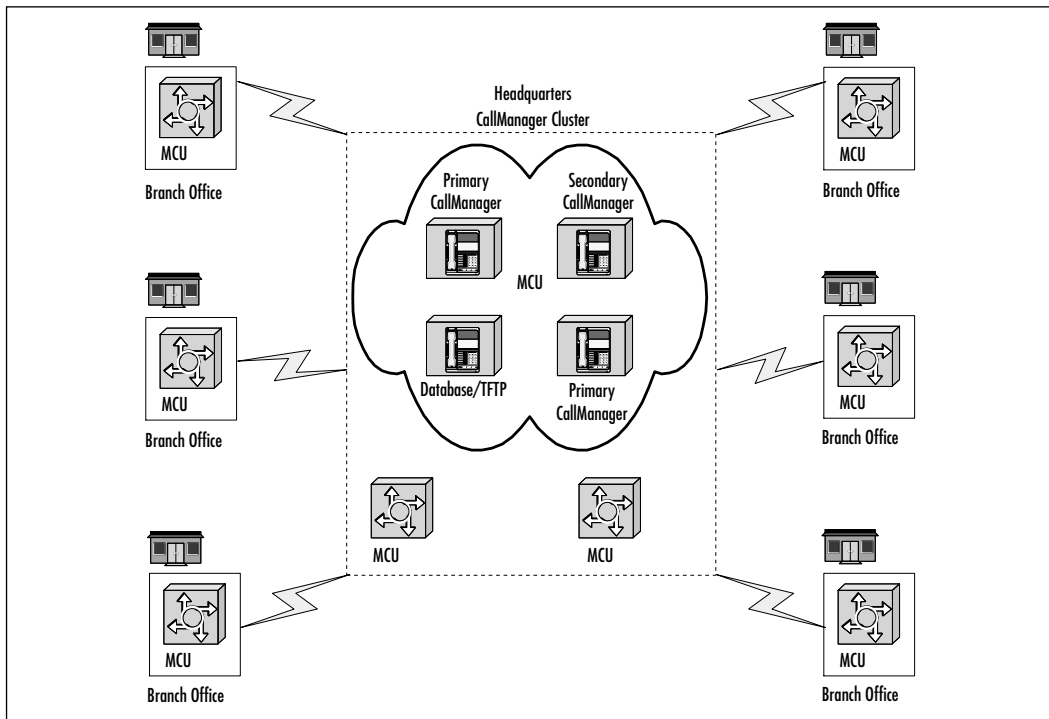 Headquarters
CallManager Cluster
MCU
Branch Office
MCU
Branch Office
Primary
CallManager
Secondary
CallManager
MCU
Database/TFTP
Primary
CallManager
MCU
Branch Office
MCU
Branch Office
MCU
MCU
MCU
Branch Office
MCU
Branch Office